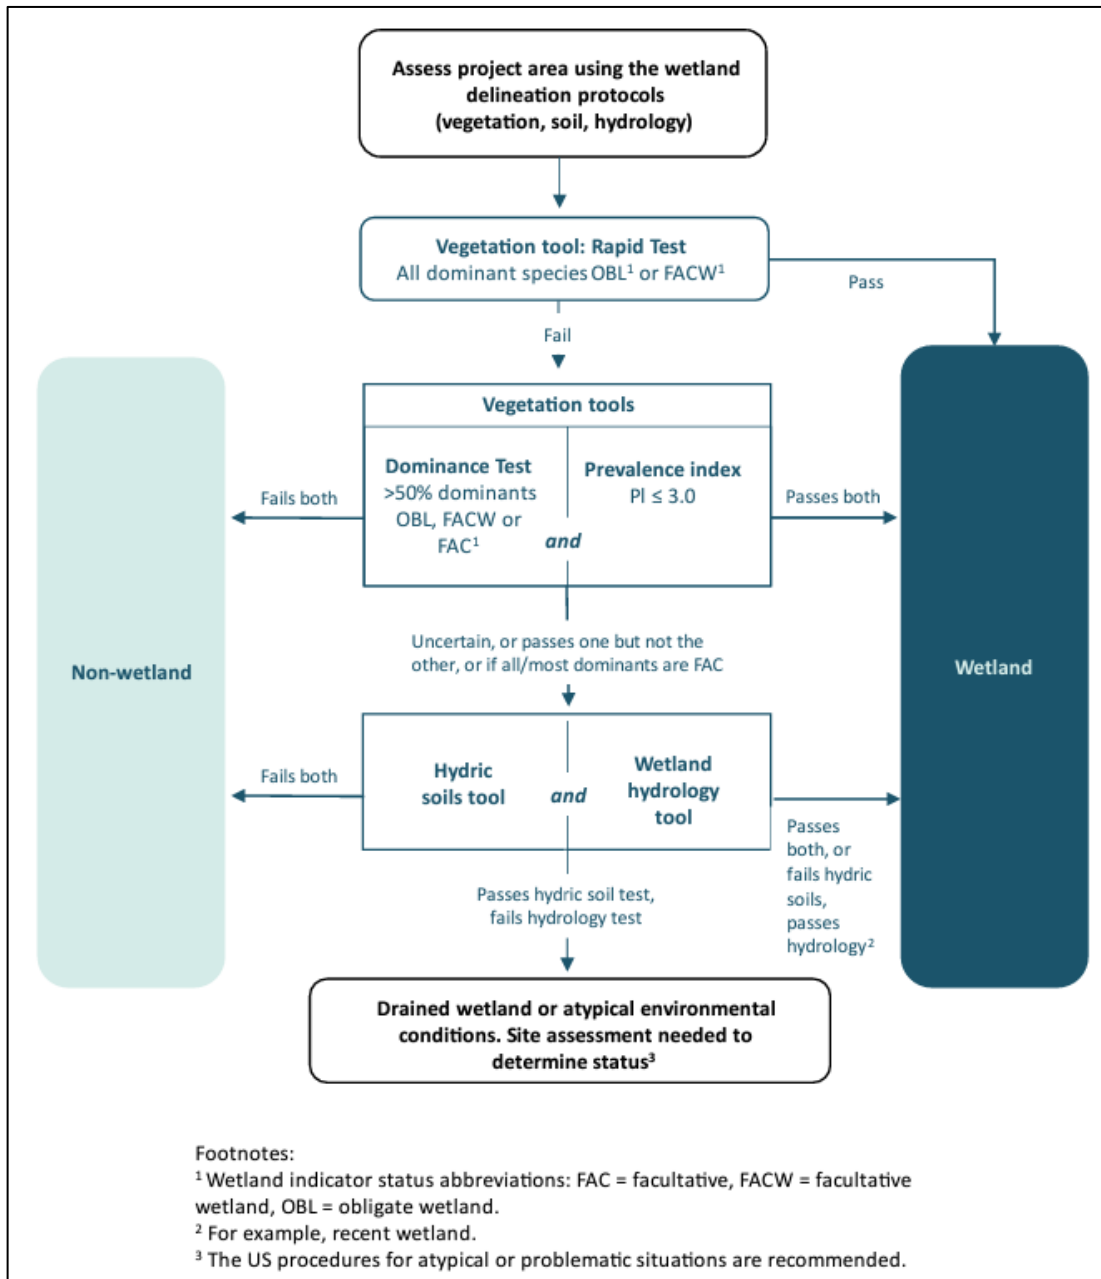 Assess project area using the wetland
delineation protocols
(vegetation, soil, hydrology)
Vegetation tool: Rapid Test
All dominant species OBL¹ or FACW¹
Pass
Fail
Vegetation tools
Dominance Test
>50% dominants
OBL, FACW or
FAC¹
and
Prevalence index
PI ≤ 3.0
Fails both
Passes both
Uncertain, or passes one but not the
other, or if all/most dominants are FAC
Non-wetland
Wetland
Fails both
Hydric
soils tool
and
Wetland
hydrology
tool
Passes
both, or
fails hydric
soils,
passes
hydrology²
Passes hydric soil test,
fails hydrology test
Drained wetland or atypical environmental
conditions. Site assessment needed to
determine status³
Footnotes:
¹ Wetland indicator status abbreviations: FAC = facultative, FACW = facultative
wetland, OBL = obligate wetland.
² For example, recent wetland.
³ The US procedures for atypical or problematic situations are recommended.